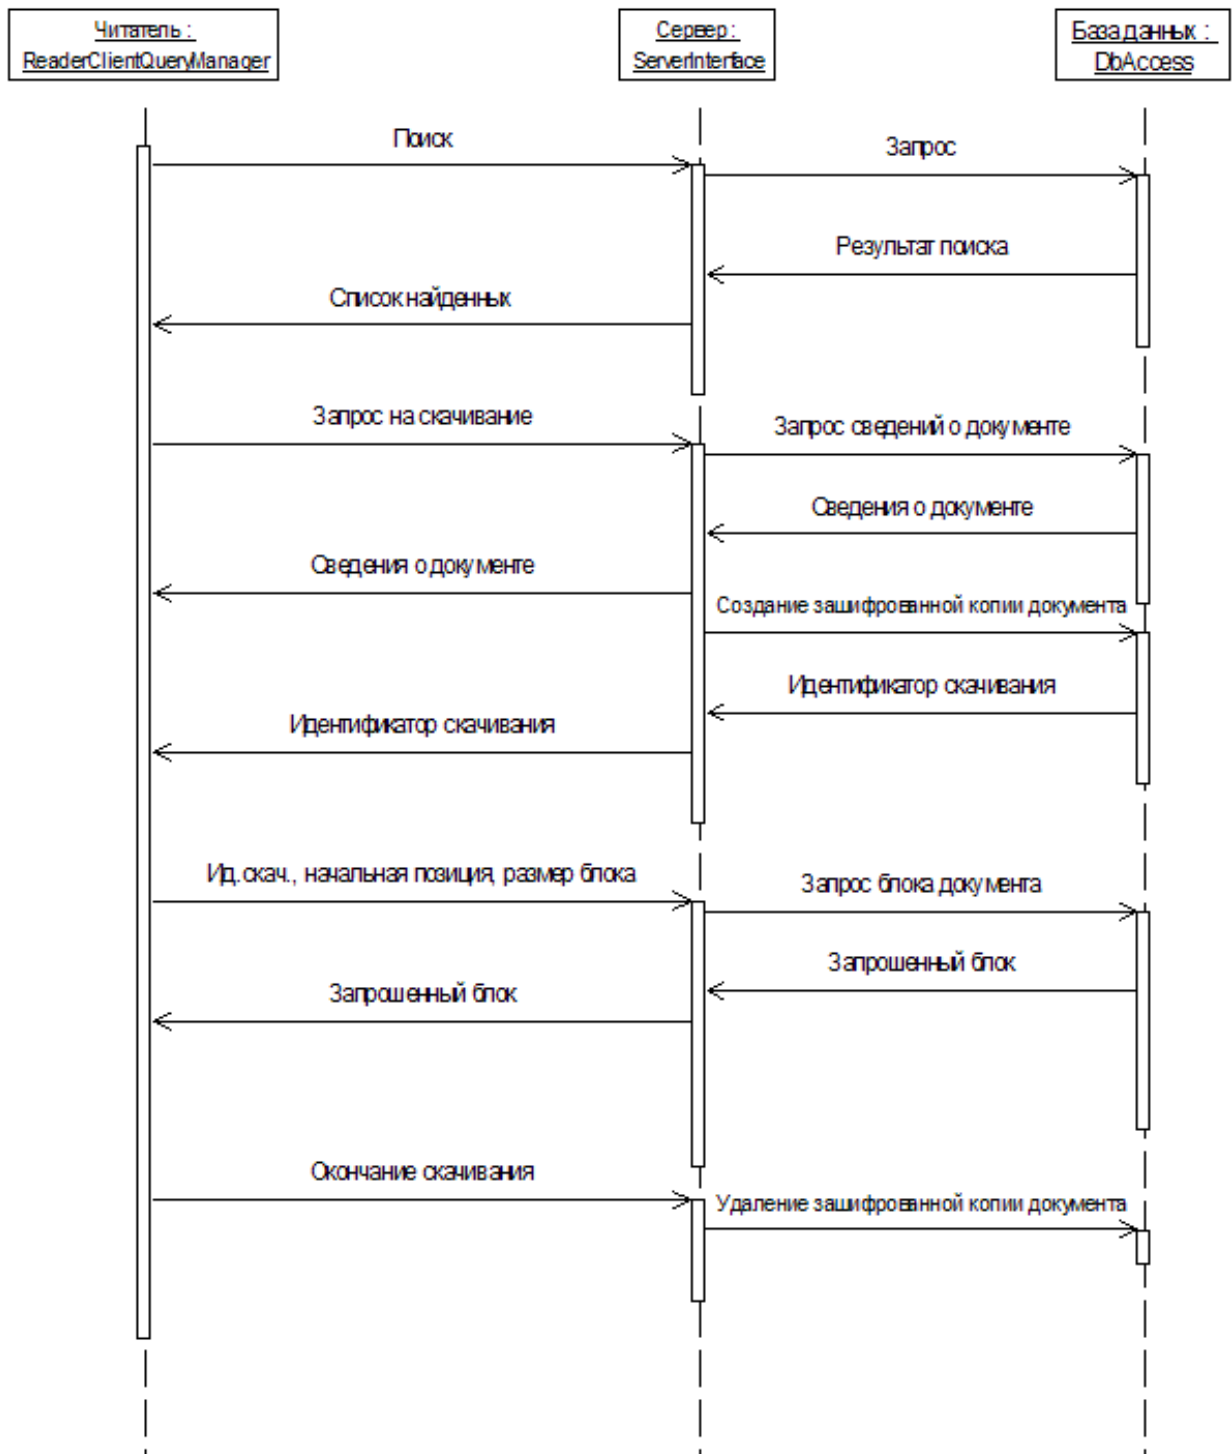 Читатель :
ReaderClientQueryManager
Сервер :
ServerInterface
База данных :
DbAccess
Поиск
Запрос
Результат поиска
Список найденных
Запрос на скачивание
Запрос сведений о документе
Сведения о документе
Сведения о документе
Создание зашифрованной копии документа
Идентификатор скачивания
Идентификатор скачивания
Ид. скач., начальная позиция, размер блока
Запрос блока документа
Запрошенный блок
Запрошенный блок
Окончание скачивания
Удаление зашифрованной копии документа